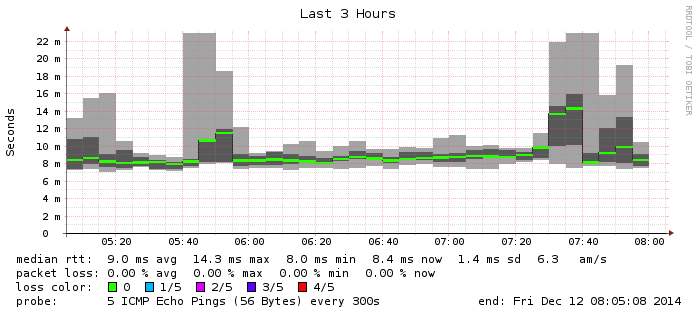 Last 3 Hours
RRDTOOL / TOBI OETIKER
Seconds
22 m
20 m
18 m
16 m
14 m
12 m
10 m
8 m
6 m
4 m
2 m
0
05:20 05:40 06:00 06:20 06:40 07:00 07:20 07:40 08:00
median rtt: 9.0 ms avg 14.3 ms max 8.0 ms min 8.4 ms now 1.4 ms sd 6.3 am/s
packet loss: 0.00 % avg 0.00 % max 0.00 % min 0.00 % now
loss color: 0 1/5 2/5 3/5 4/5
probe: 5 ICMP Echo Pings (56 Bytes) every 300s end: Fri Dec 12 08:05:08 2014